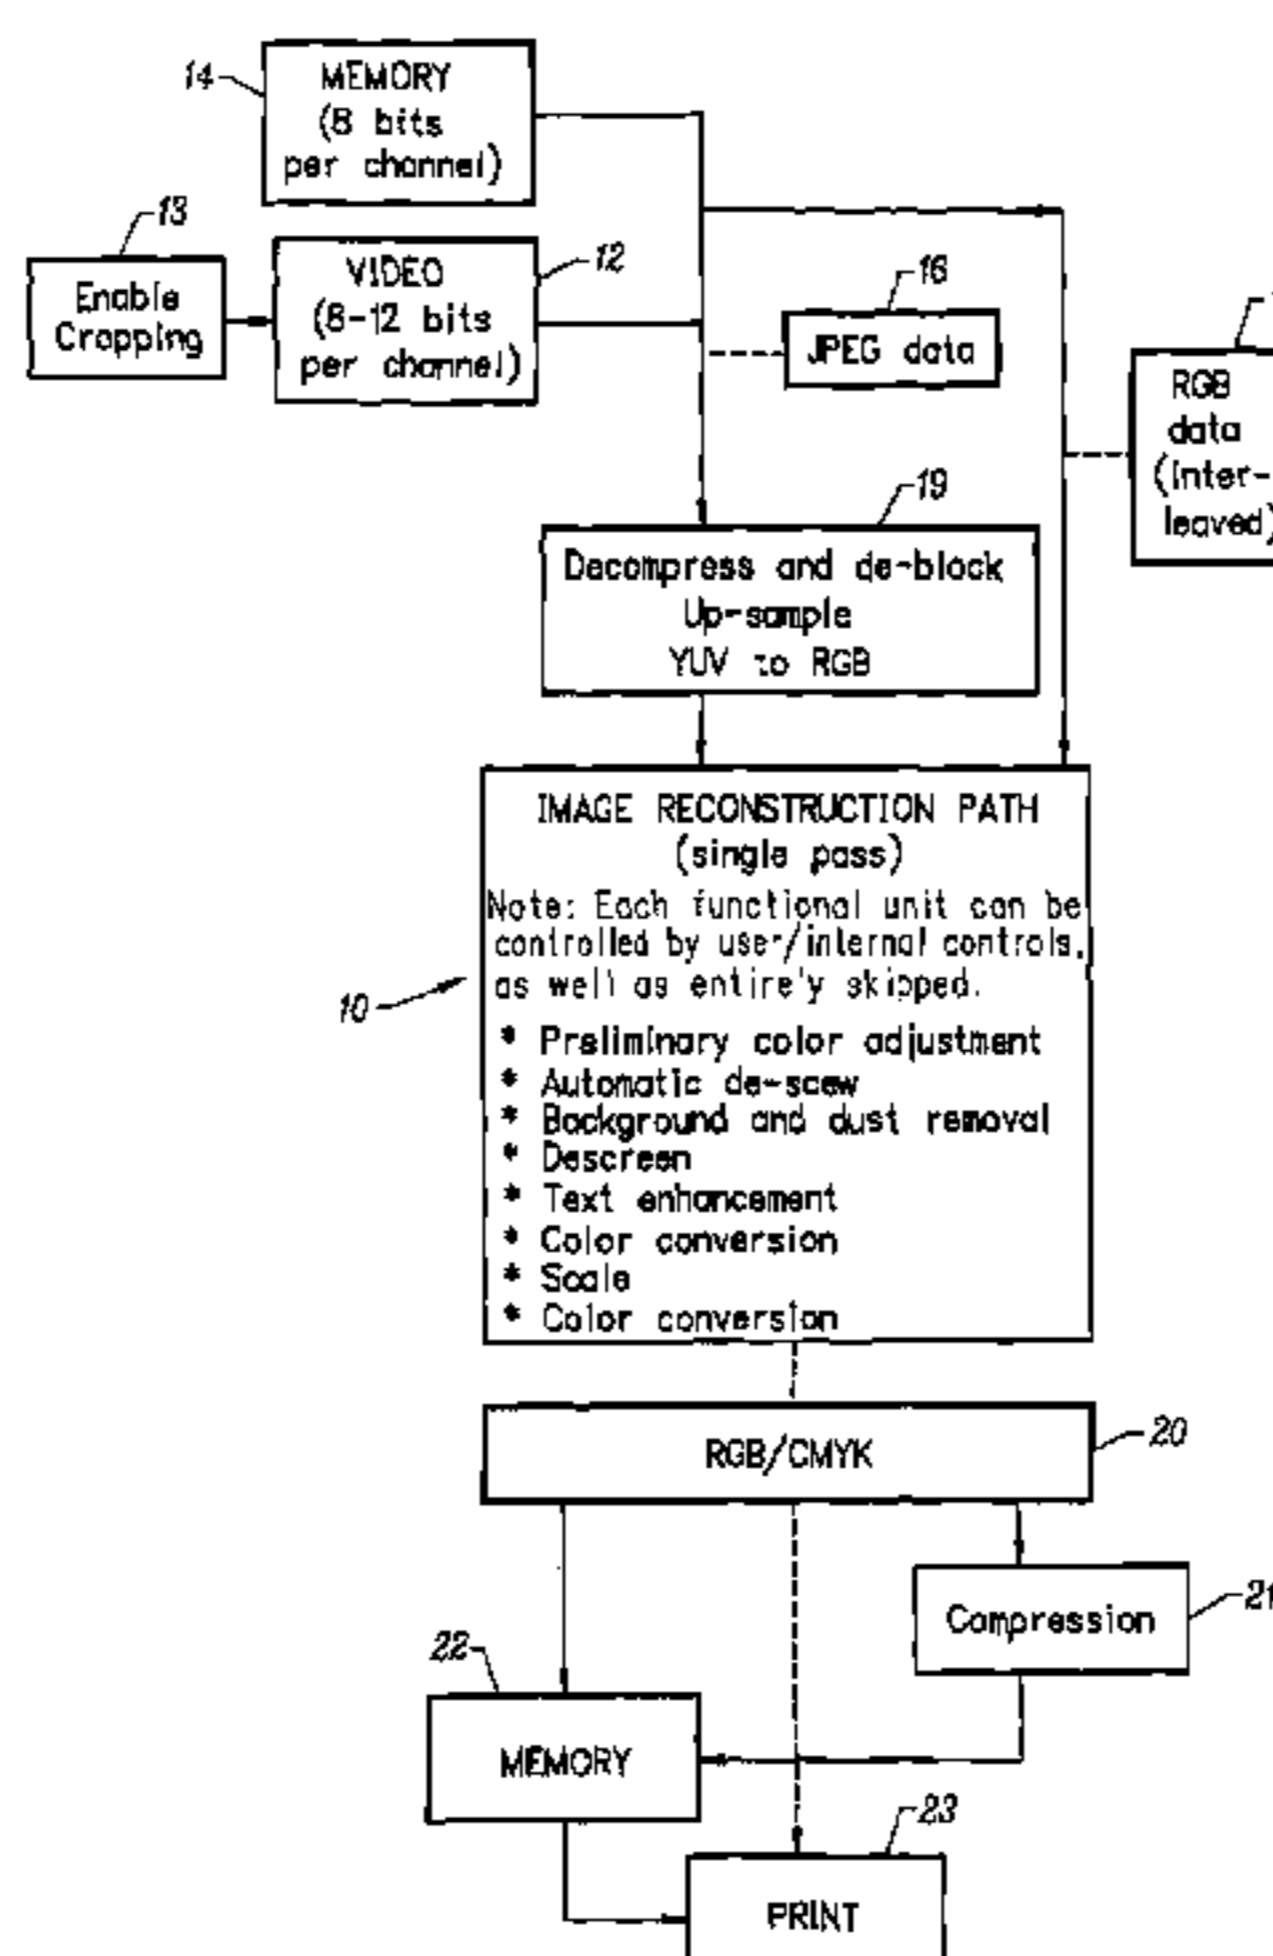 14
MEMORY
(8 bits
per channel)
13
Enable
Cropping
VIDEO
(8-12 bits
per channel)
12
16
JPEG data
RGB
data
(Inter-
leaved)
19
Decompress and de-block
Up-sample
YUV to RGB
IMAGE RECONSTRUCTION PATH
(single pass)
Note: Each functional unit can be
controlled by user/internal controls,
as well as entirely skipped.
10
* Preliminary color adjustment
* Automatic de-scew
* Background and dust removal
* Descreen
* Text enhancement
* Color conversion
* Scale
* Color conversion
RGB/CMYK
20
Compression
21
22
MEMORY
23
PRINT